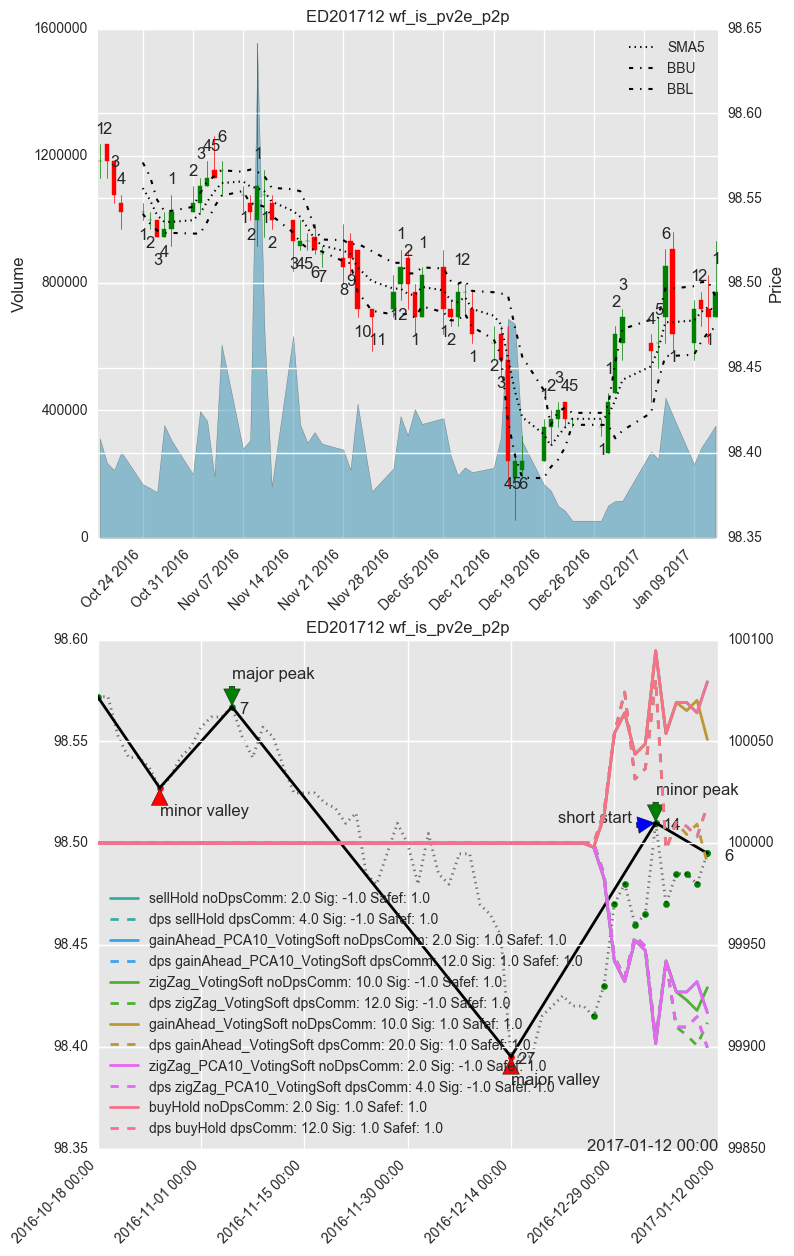 ED201712 wf_is_pv2e_p2p
1600000
1200000
800000
400000
0
Volume
98.65
98.60
98.55
98.50
98.45
98.40
98.35
Price
SMA5
BBU
BBL
Oct 24 2016
Oct 31 2016
Nov 07 2016
Nov 14 2016
Nov 21 2016
Nov 28 2016
Dec 05 2016
Dec 12 2016
Dec 19 2016
Dec 26 2016
Jan 02 2017
Jan 09 2017
ED201712 wf_is_pv2e_p2p
98.60
98.55
98.50
98.45
98.40
98.35
100100
100050
100000
99950
99900
99850
major peak
7
minor valley
minor peak
short start
14
6
27
major valley
sellHold noDpsComm: 2.0 Sig: -1.0 Safef: 1.0
dps sellHold dpsComm: 4.0 Sig: -1.0 Safef: 1.0
gainAhead_PCA10_VotingSoft noDpsComm: 2.0 Sig: 1.0 Safef: 1.0
dps gainAhead_PCA10_VotingSoft dpsComm: 12.0 Sig: 1.0 Safef: 1.0
zigZag_VotingSoft noDpsComm: 10.0 Sig: -1.0 Safef: 1.0
dps zigZag_VotingSoft dpsComm: 12.0 Sig: -1.0 Safef: 1.0
gainAhead_VotingSoft noDpsComm: 10.0 Sig: 1.0 Safef: 1.0
dps gainAhead_VotingSoft dpsComm: 20.0 Sig: 1.0 Safef: 1.0
zigZag_PCA10_VotingSoft noDpsComm: 2.0 Sig: -1.0 Safef: 1.0
dps zigZag_PCA10_VotingSoft dpsComm: 4.0 Sig: -1.0 Safef: 1.0
buyHold noDpsComm: 2.0 Sig: 1.0 Safef: 1.0
dps buyHold dpsComm: 12.0 Sig: 1.0 Safef: 1.0
2017-01-12 00:00
2016-10-18 00:00
2016-11-01 00:00
2016-11-15 00:00
2016-11-30 00:00
2016-12-14 00:00
2016-12-29 00:00
2017-01-12 00:00